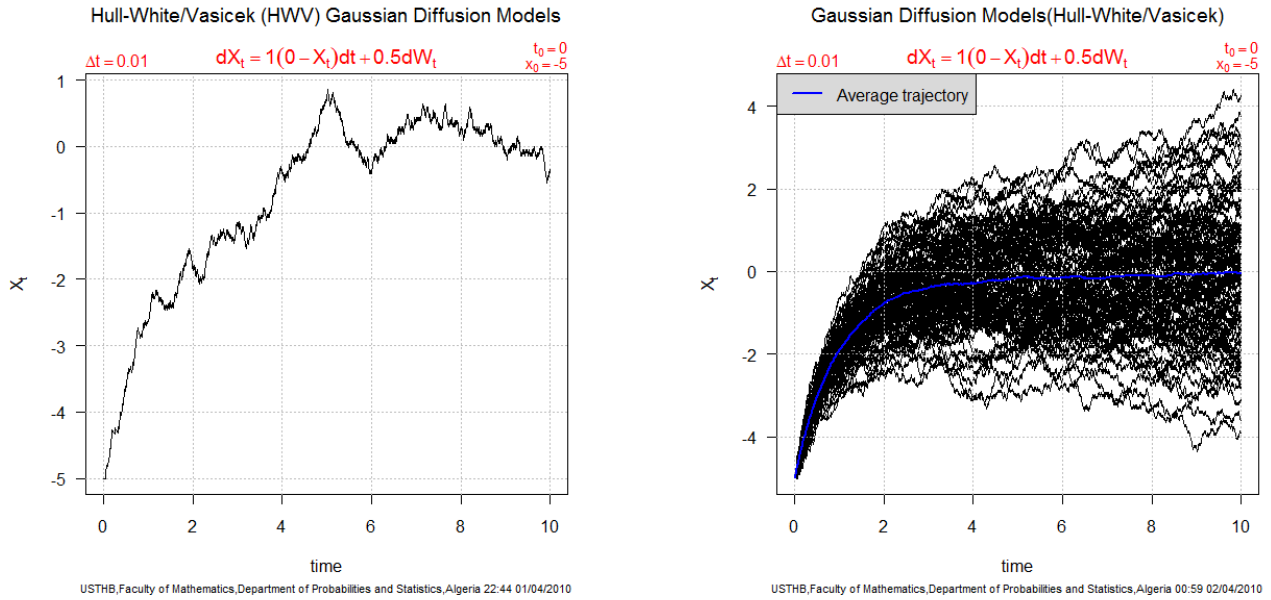 Hull-White/Vasicek (HWV) Gaussian Diffusion Models
Δt = 0.01
dXₜ = 1(0 − Xₜ)dt + 0.5dWₜ
t₀ = 0
x₀ = -5
1
0
-1
-2
-3
-4
-5
Xₜ
0 2 4 6 8 10
time
USTHB,Faculty of Mathematics,Department of Probabilities and Statistics,Algeria 22:44 01/04/2010
Gaussian Diffusion Models(Hull-White/Vasicek)
Δt = 0.01
dXₜ = 1(0 − Xₜ)dt + 0.5dWₜ
t₀ = 0
x₀ = -5
Average trajectory
4
2
0
-2
-4
Xₜ
0 2 4 6 8 10
time
USTHB,Faculty of Mathematics,Department of Probabilities and Statistics,Algeria 00:59 02/04/2010